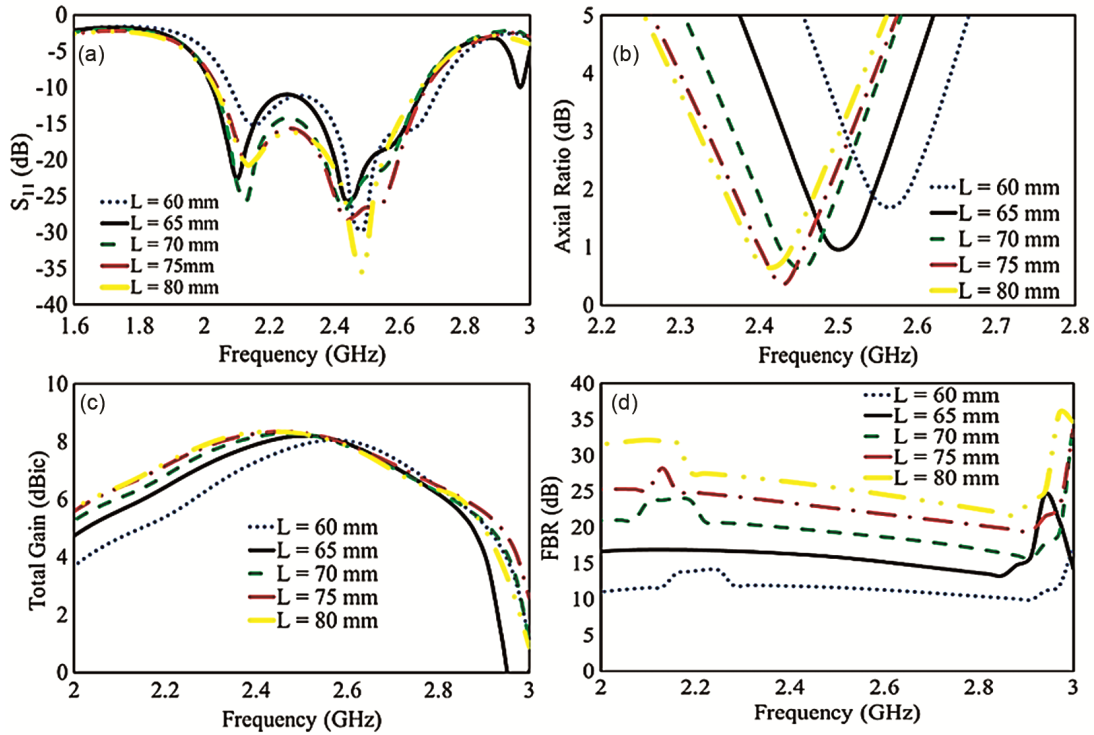 (a)
S11 (dB)
0
-5
-10
-15
-20
-25
-30
-35
-40
L = 60 mm
L = 65 mm
L = 70 mm
L = 75mm
L = 80 mm
1.6 2 2.2 2.4 2.6 2.8 3
Frequency (GHz)
(b)
Axial Ratio (dB)
5
4
3
2
1
0
L = 60 mm
L = 65 mm
L = 70 mm
L = 75 mm
L = 80 mm
2.2 2.3 2.4 2.5 2.6 2.7 2.8
Frequency (GHz)
(c)
Total Gain (dBic)
10
8
6
4
2
0
L = 60 mm
L = 65 mm
L = 70 mm
L = 75 mm
L = 80 mm
2 2.2 2.4 2.6 2.8 3
Frequency (GHz)
(d)
FBR (dB)
40
35
30
25
20
15
10
5
0
L = 60 mm
L = 65 mm
L = 70 mm
L = 75 mm
L = 80 mm
2 2.2 2.4 2.6 2.8 3
Frequency (GHz)